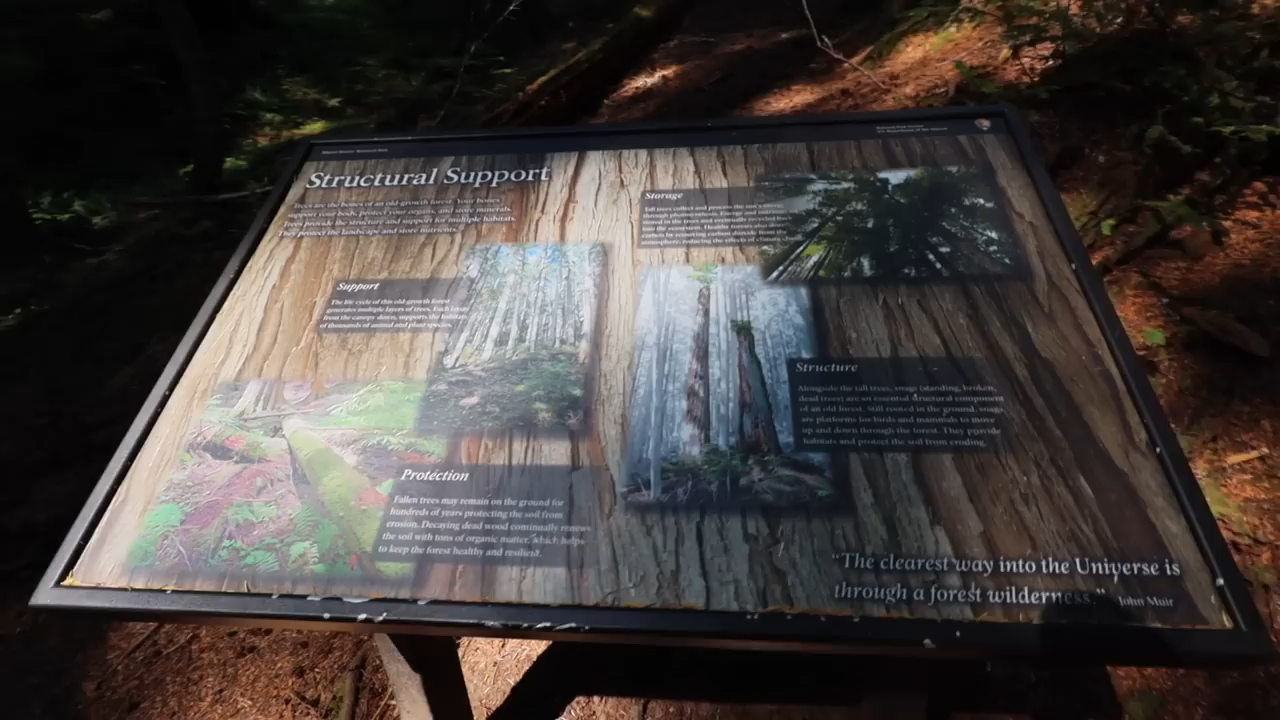 National Park Service
U.S. Department of the Interior
Structural Support
Trees are the bones of an old-growth forest. Your bones
support your body, protect your organs, and store minerals.
Trees provide the structure and support for multiple habitats.
They protect the landscape and store nutrients.
Storage
Tall trees collect and process the sun's energy
through photosynthesis. Energy and nutrients
stored in the trees and eventually recycled
into the ecosystem. Healthy forests also
carbon by removing carbon dioxide from the
atmosphere, reducing the effects of climate
Support
The life cycle of this old-growth forest
generates multiple layers of trees. Each layer
from the canopy down, supports the habitats
of thousands of animal and plant species.
Structure
Alongside the tall trees, snags (standing, broken,
dead trees) are an essential structural component
of an old forest. Still rooted in the ground, snags
are platforms for birds and mammals to move
up and down through the forest. They provide
habitats and protect the soil from eroding.
Protection
Fallen trees may remain on the ground for
hundreds of years protecting the soil from
erosion. Decaying dead wood continually renews
the soil with tons of organic matter, which helps
to keep the forest healthy and resilient.
“The clearest way into the Universe is
through a forest wilderness.” John Muir